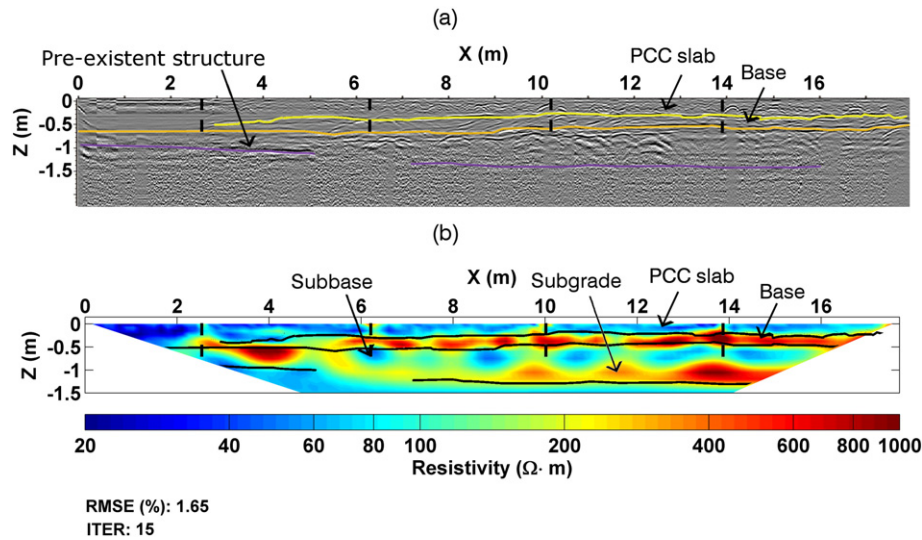 (a)
Pre-existent structure
X (m)
PCC slab
Base
0 2 4 6 8 10 12 14 16
Z (m)
0
-0.5
-1
-1.5
(b)
Subbase
X (m)
Subgrade
PCC slab
Base
0 2 4 6 8 10 12 14 16
Z (m)
0
-0.5
-1.0
-1.5
20 40 60 80 100 200 400 600 800 1000
Resistivity (Ω· m)
RMSE (%): 1.65
ITER: 15